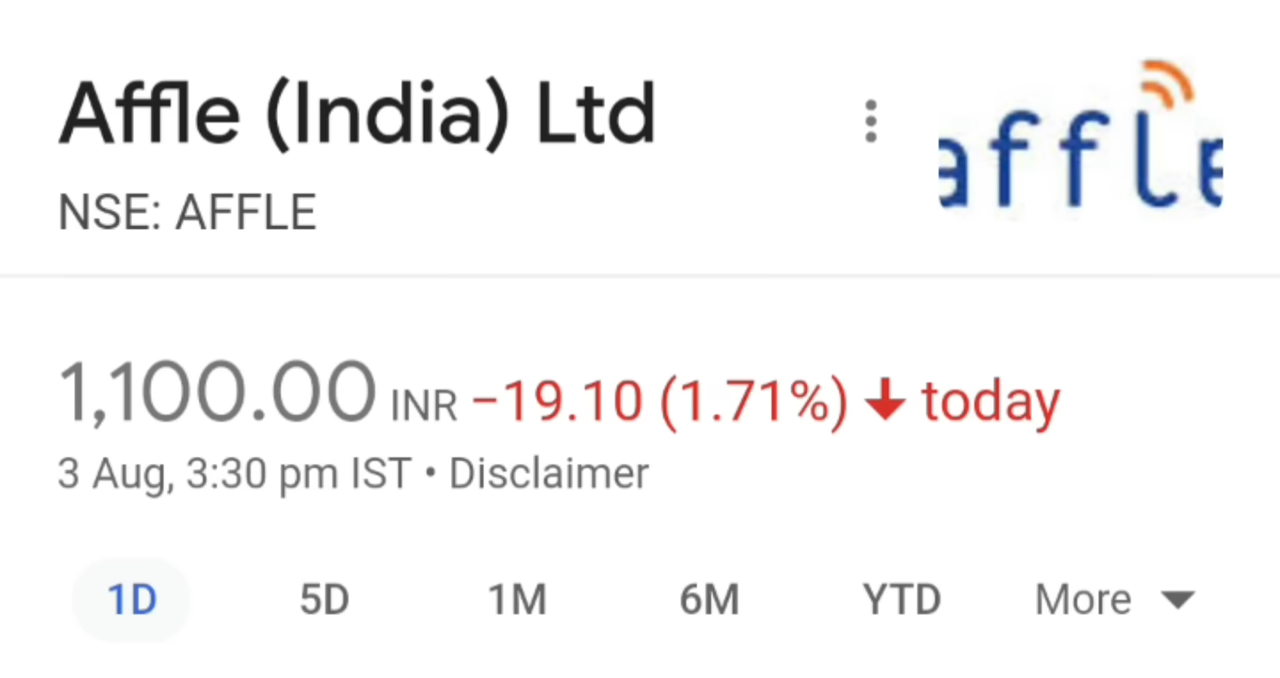 Affle (India) Ltd
affle
NSE: AFFLE
1,100.00 INR −19.10 (1.71%) ↓ today
3 Aug, 3:30 pm IST • Disclaimer
1D 5D 1M 6M YTD More